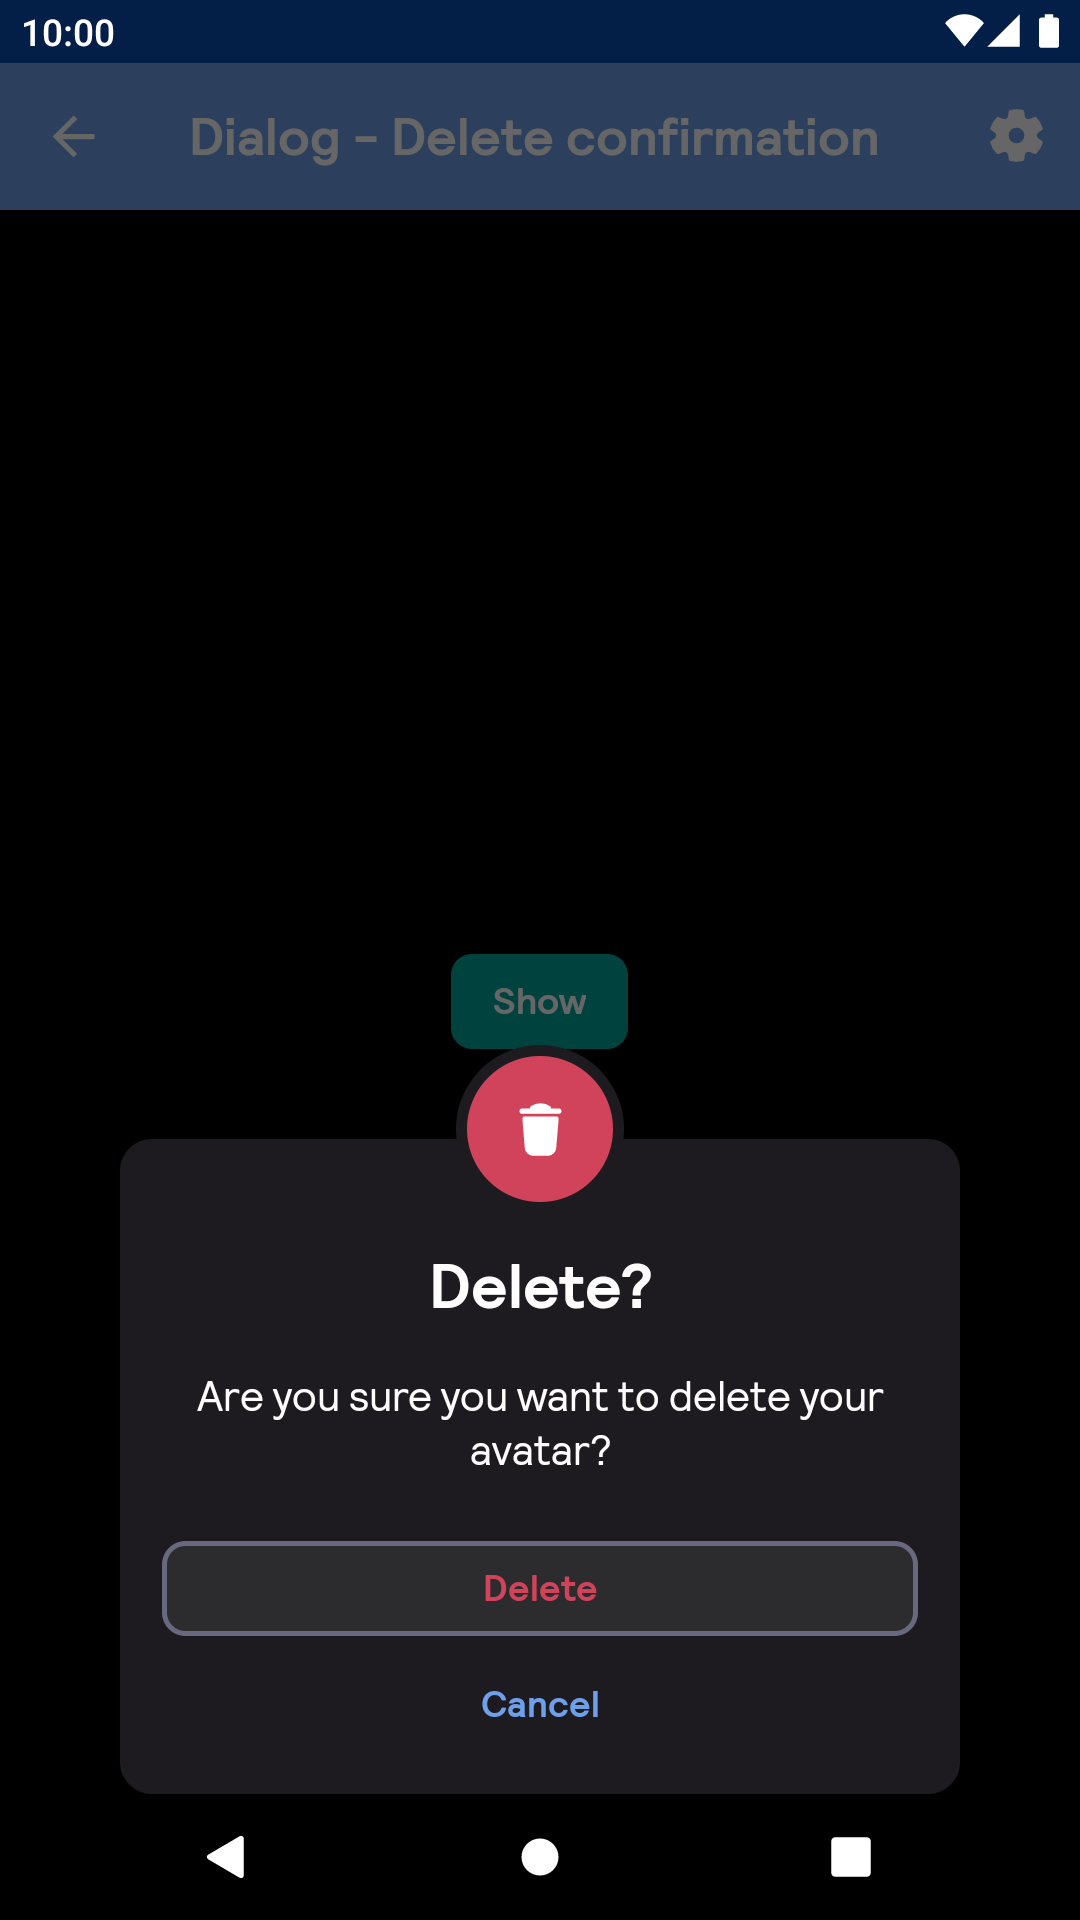 10:00
Dialog - Delete confirmation
Show
Delete?
Are you sure you want to delete your
avatar?
Delete
Cancel